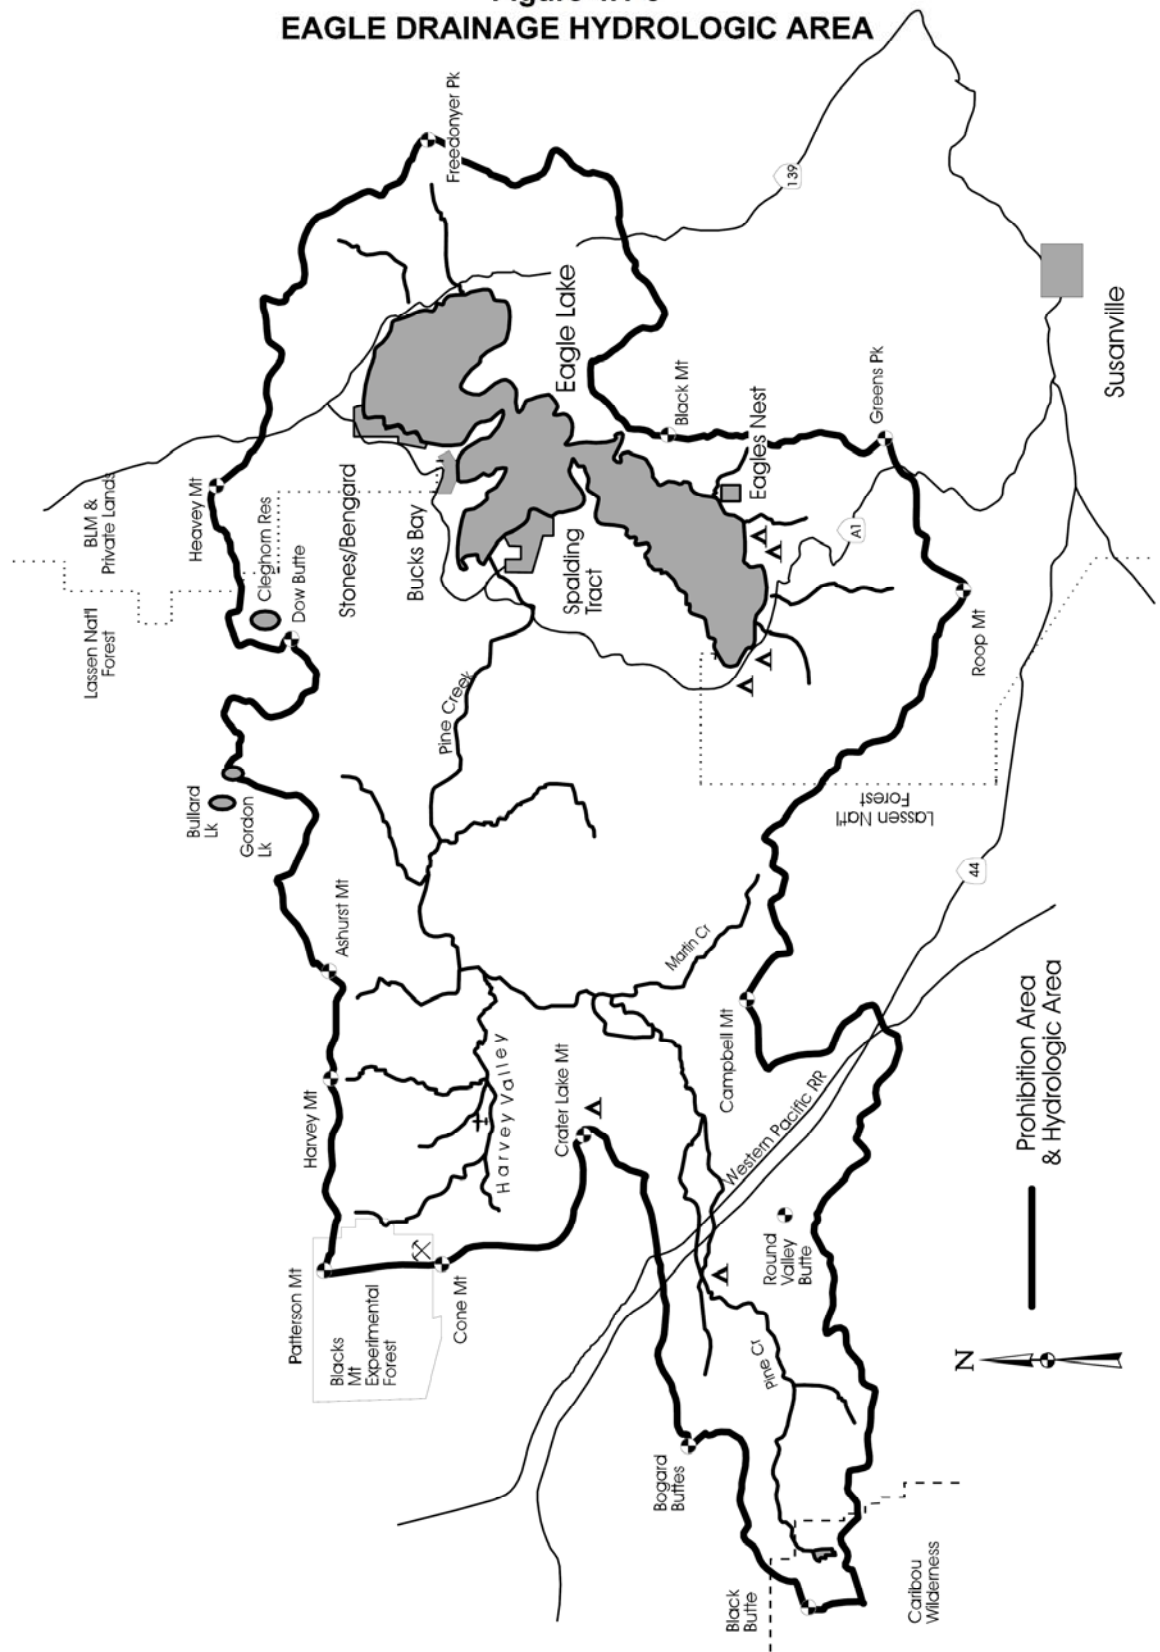 EAGLE DRAINAGE HYDROLOGIC AREA
Freedonyer Pk
139
Eagle Lake
Susanville
BLM &
Private Lands
Heavey Mt
Cleghorn Res
Dow Butte
Lassen Nat'l
Forest
Stones/Bengard
Bucks Bay
Spalding
Tract
Black Mt
Eagles Nest
Greens Pk
A1
Roop Mt
Pine Creek
Bullard
Lk
Gordon
Lk
Ashurst Mt
Lassen Nat'l
Forest
44
Martin Cr
Campbell Mt
Harvey Mt
Harvey Valley
Crater Lake Mt
Western Pacific RR
Patterson Mt
Blacks
Mt
Experimental
Forest
Cone Mt
Round
Valley
Butte
Pine Cr
Bogard
Buttes
Black
Butte
Caribou
Wilderness
Prohibition Area
& Hydrologic Area
N